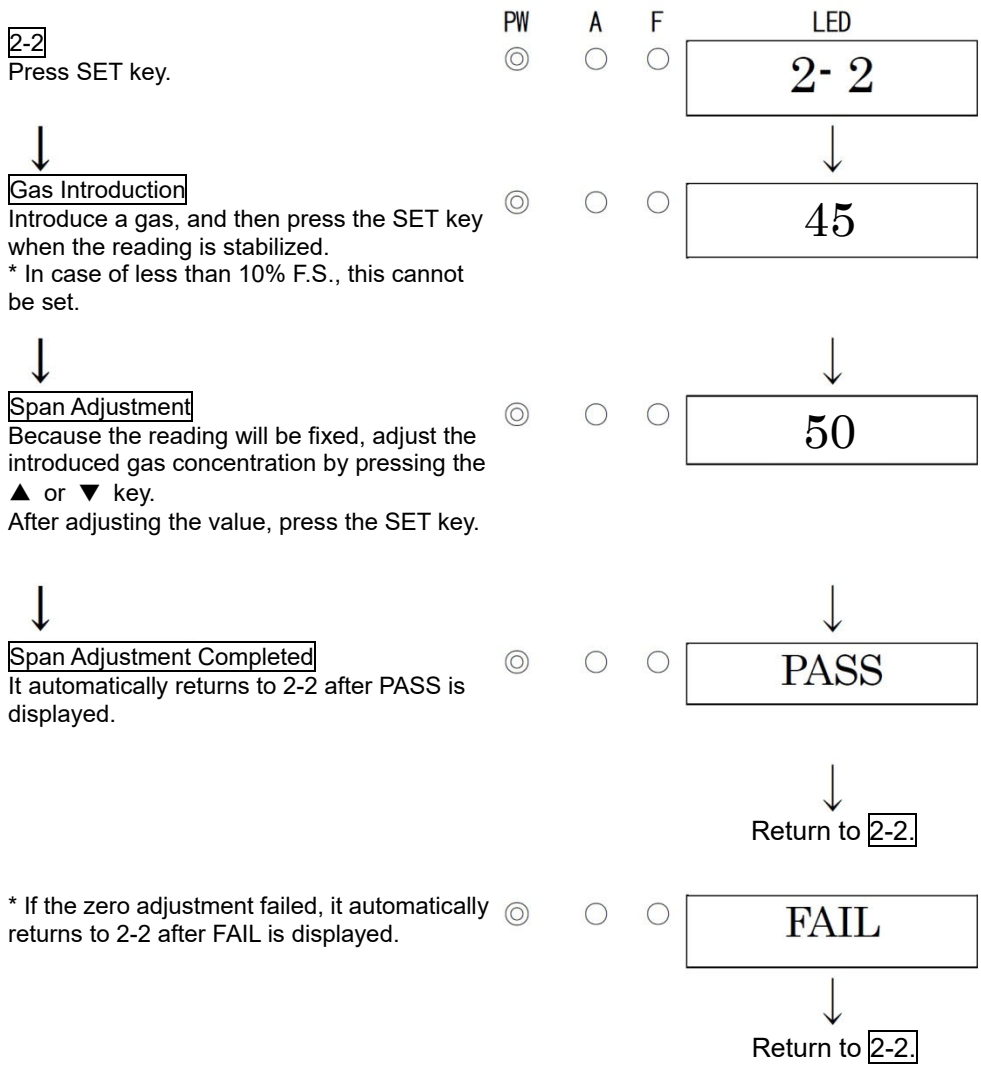 PW A F LED
2-2
Press SET key.
2- 2
Gas Introduction
Introduce a gas, and then press the SET key
when the reading is stabilized.
* In case of less than 10% F.S., this cannot
be set.
45
Span Adjustment
Because the reading will be fixed, adjust the
introduced gas concentration by pressing the
▲ or ▼ key.
After adjusting the value, press the SET key.
50
Span Adjustment Completed
It automatically returns to 2-2 after PASS is
displayed.
PASS
Return to 2-2.
* If the zero adjustment failed, it automatically
returns to 2-2 after FAIL is displayed.
FAIL
Return to 2-2.